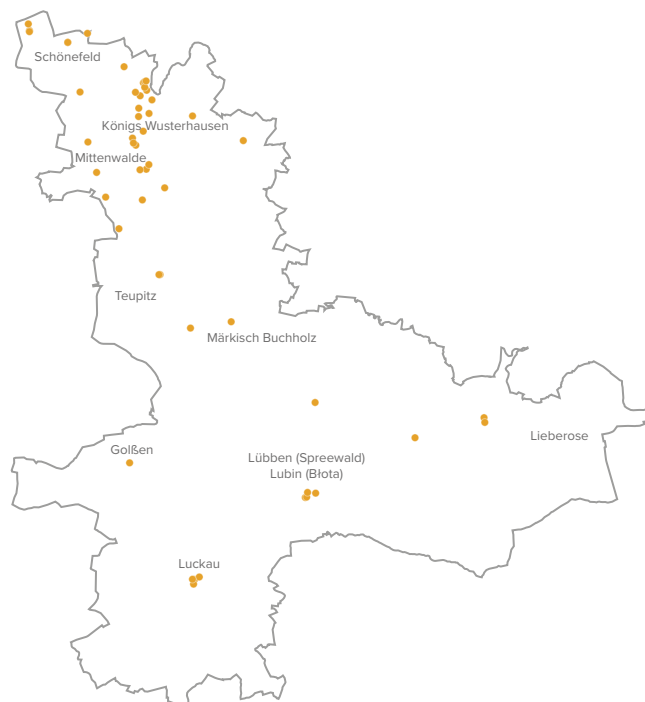 Schönefeld
Königs Wusterhausen
Mittenwalde
Teupitz
Märkisch Buchholz
Lieberose
Golßen
Lübben (Spreewald)
Lubin (Błota)
Luckau